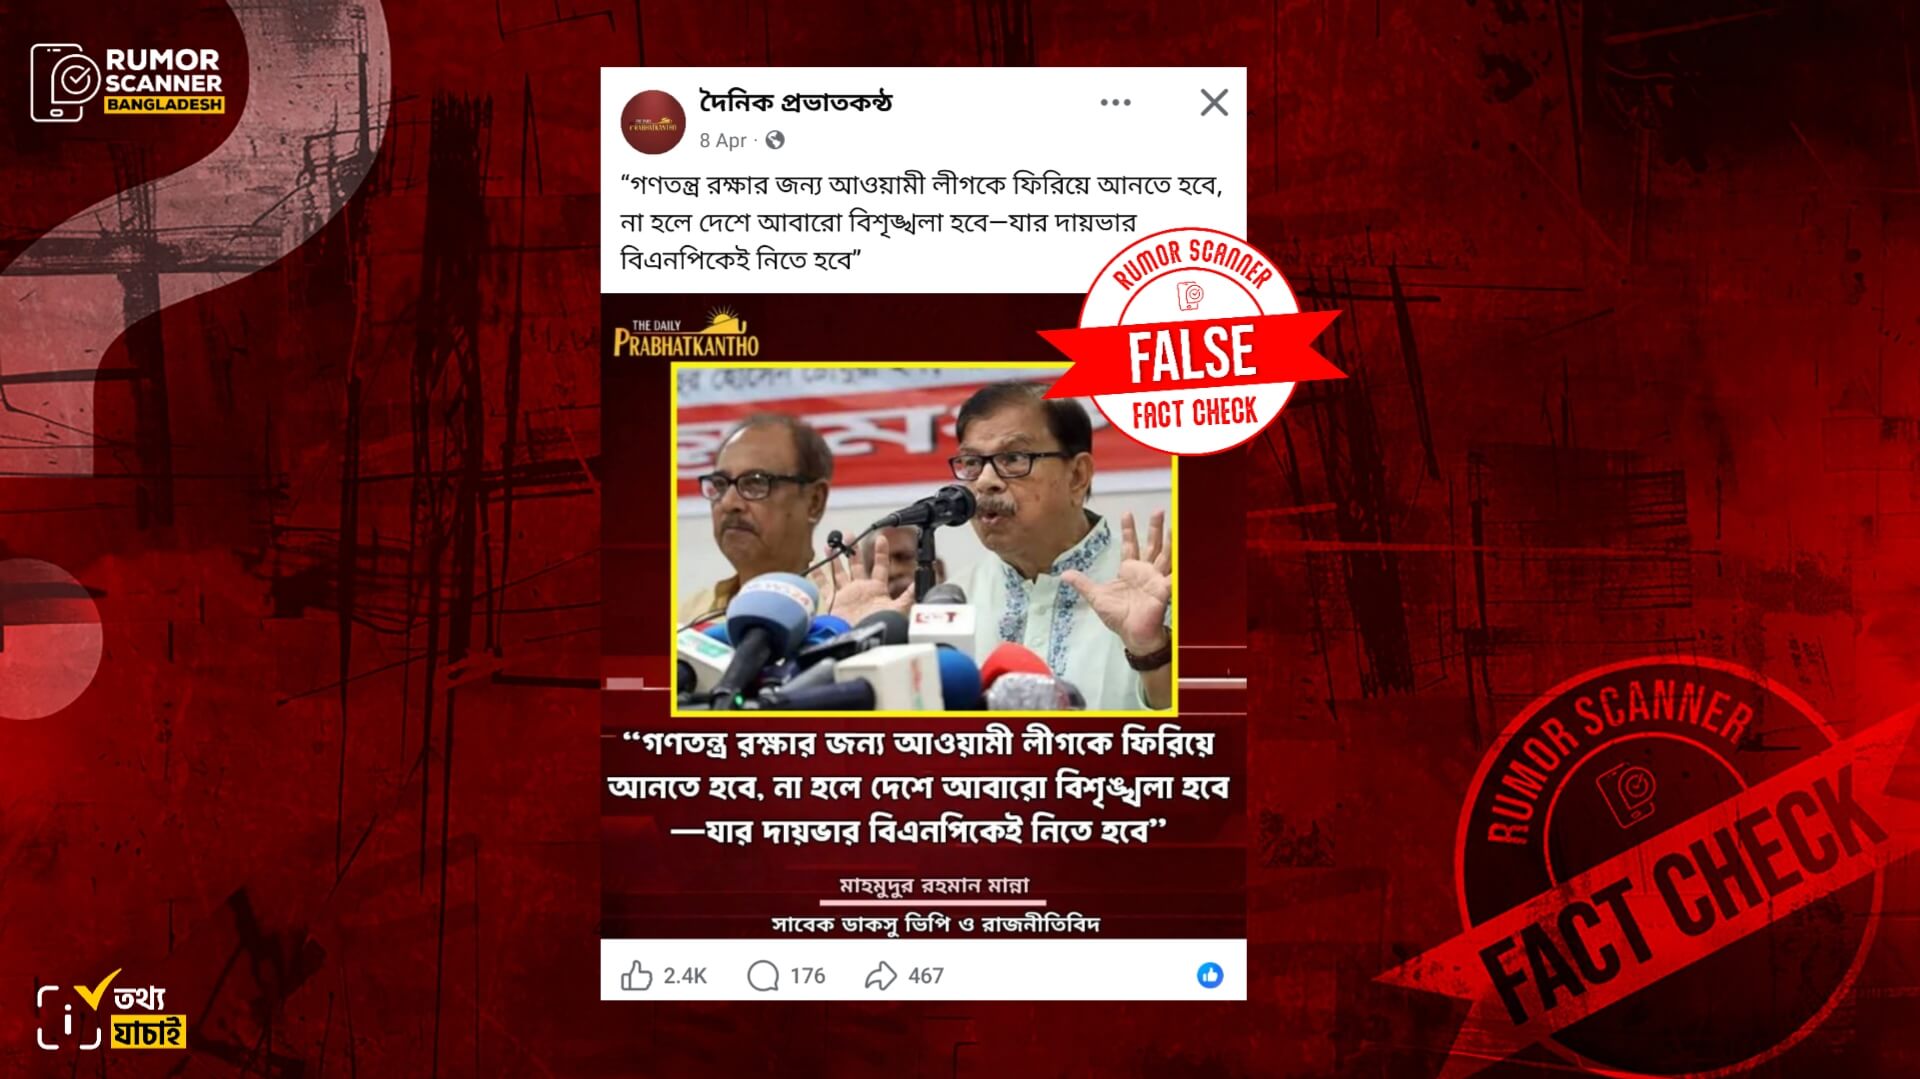 RUMOR
SCANNER
BANGLADESH
দৈনিক প্রভাতকন্ঠ
8 Apr ·
“গণতন্ত্র রক্ষার জন্য আওয়ামী লীগকে ফিরিয়ে আনতে হবে,
না হলে দেশে আবারো বিশৃঙ্খলা হবে—যার দায়ভার
বিএনপিকেই নিতে হবে”
RUMOR SCANNER
FALSE
FACT CHECK
THE DAILY
PRABHATKANTHO
“গণতন্ত্র রক্ষার জন্য আওয়ামী লীগকে ফিরিয়ে
আনতে হবে, না হলে দেশে আবারো বিশৃঙ্খলা হবে
—যার দায়ভার বিএনপিকেই নিতে হবে”
মাহমুদুর রহমান মান্না
সাবেক ডাকসু ভিপি ও রাজনীতিবিদ
2.4K 176 467
RUMOR SCANNER
FACT CHECK
তথ্য
যাচাই